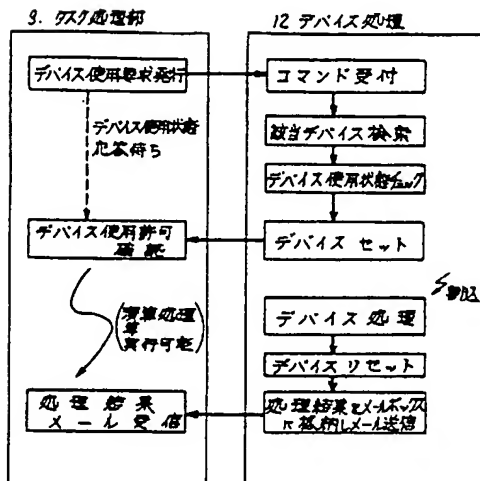 9. タスク処理部
12 デバイス処理
デバイス使用要求発行
コマンド受付
デバイス使用状態
応答待ち
該当デバイス検索
デバイス使用状態チェック
デバイス使用許可
確認
デバイスセット
割込
デバイス処理
演算処理
等
実行可能
デバイスリセット
処理結果
メール受信
処理結果をメールボックス
に格納しメール送信